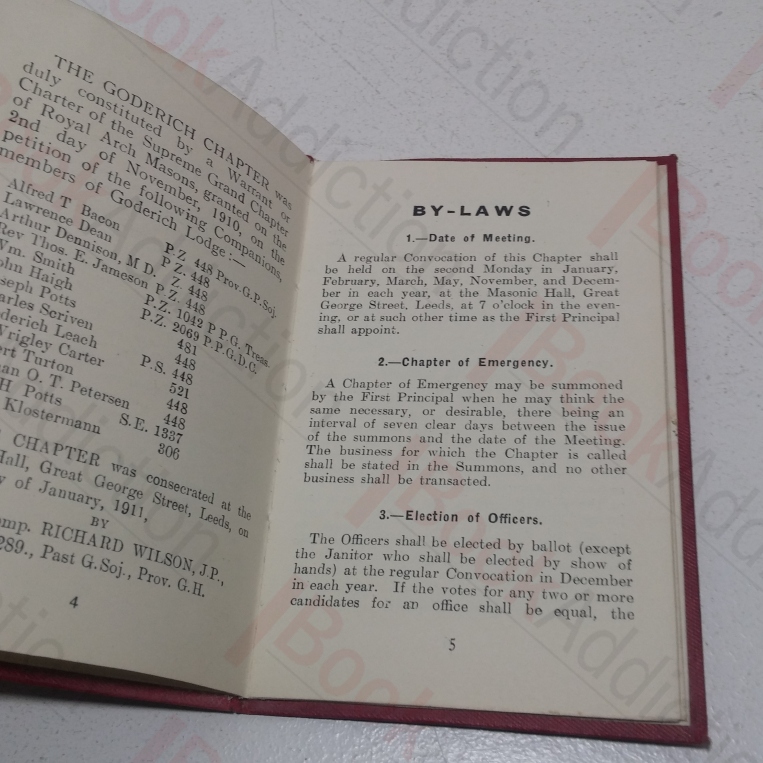 THE GODERICH CHAPTER was
duly constituted by a Warrant or
Charter of the Supreme Grand Chapter
of Royal Arch Masons, granted on the
2nd day of November, 1910, on the
petition of the following Companions,
members of Goderich Lodge:—
Alfred T Bacon P.Z. 448 Prov.G.P.Soj.
Lawrence Dean P.Z. 448
Arthur Dennison, M D. Z. 448
Rev Thos. E. Jameson P.Z. 448
Wm. Smith P.Z. 1042 P P.G. Treas.
John Haigh P.Z. 2069 P.P.G.D.C.
Joseph Potts 481
Charles Scriven 448
Goderich Leach P.S. 448
Wrigley Carter 521
Turton 448
O. T. Petersen 448
H Potts S.E. 1337
Klostermann 306
CHAPTER was consecrated at the
Hall, Great George Street, Leeds, on
of January, 1911,
BY
RICHARD WILSON, J.P.,
289., Past G.Soj., Prov. G.H.
4
BY-LAWS
1.—Date of Meeting.
A regular Convocation of this Chapter shall
be held on the second Monday in January,
February, March, May, November, and Decem-
ber in each year, at the Masonic Hall, Great
George Street, Leeds, at 7 o'clock in the even-
ing, or at such other time as the First Principal
shall appoint.
2.—Chapter of Emergency.
A Chapter of Emergency may be summoned
by the First Principal when he may think the
same necessary, or desirable, there being an
interval of seven clear days between the issue
of the summons and the date of the Meeting.
The business for which the Chapter is called
shall be stated in the Summons, and no other
business shall be transacted.
3.—Election of Officers.
The Officers shall be elected by ballot (except
the Janitor who shall be elected by show of
hands) at the regular Convocation in December
in each year. If the votes for any two or more
candidates for an office shall be equal, the
5
Book Addiction